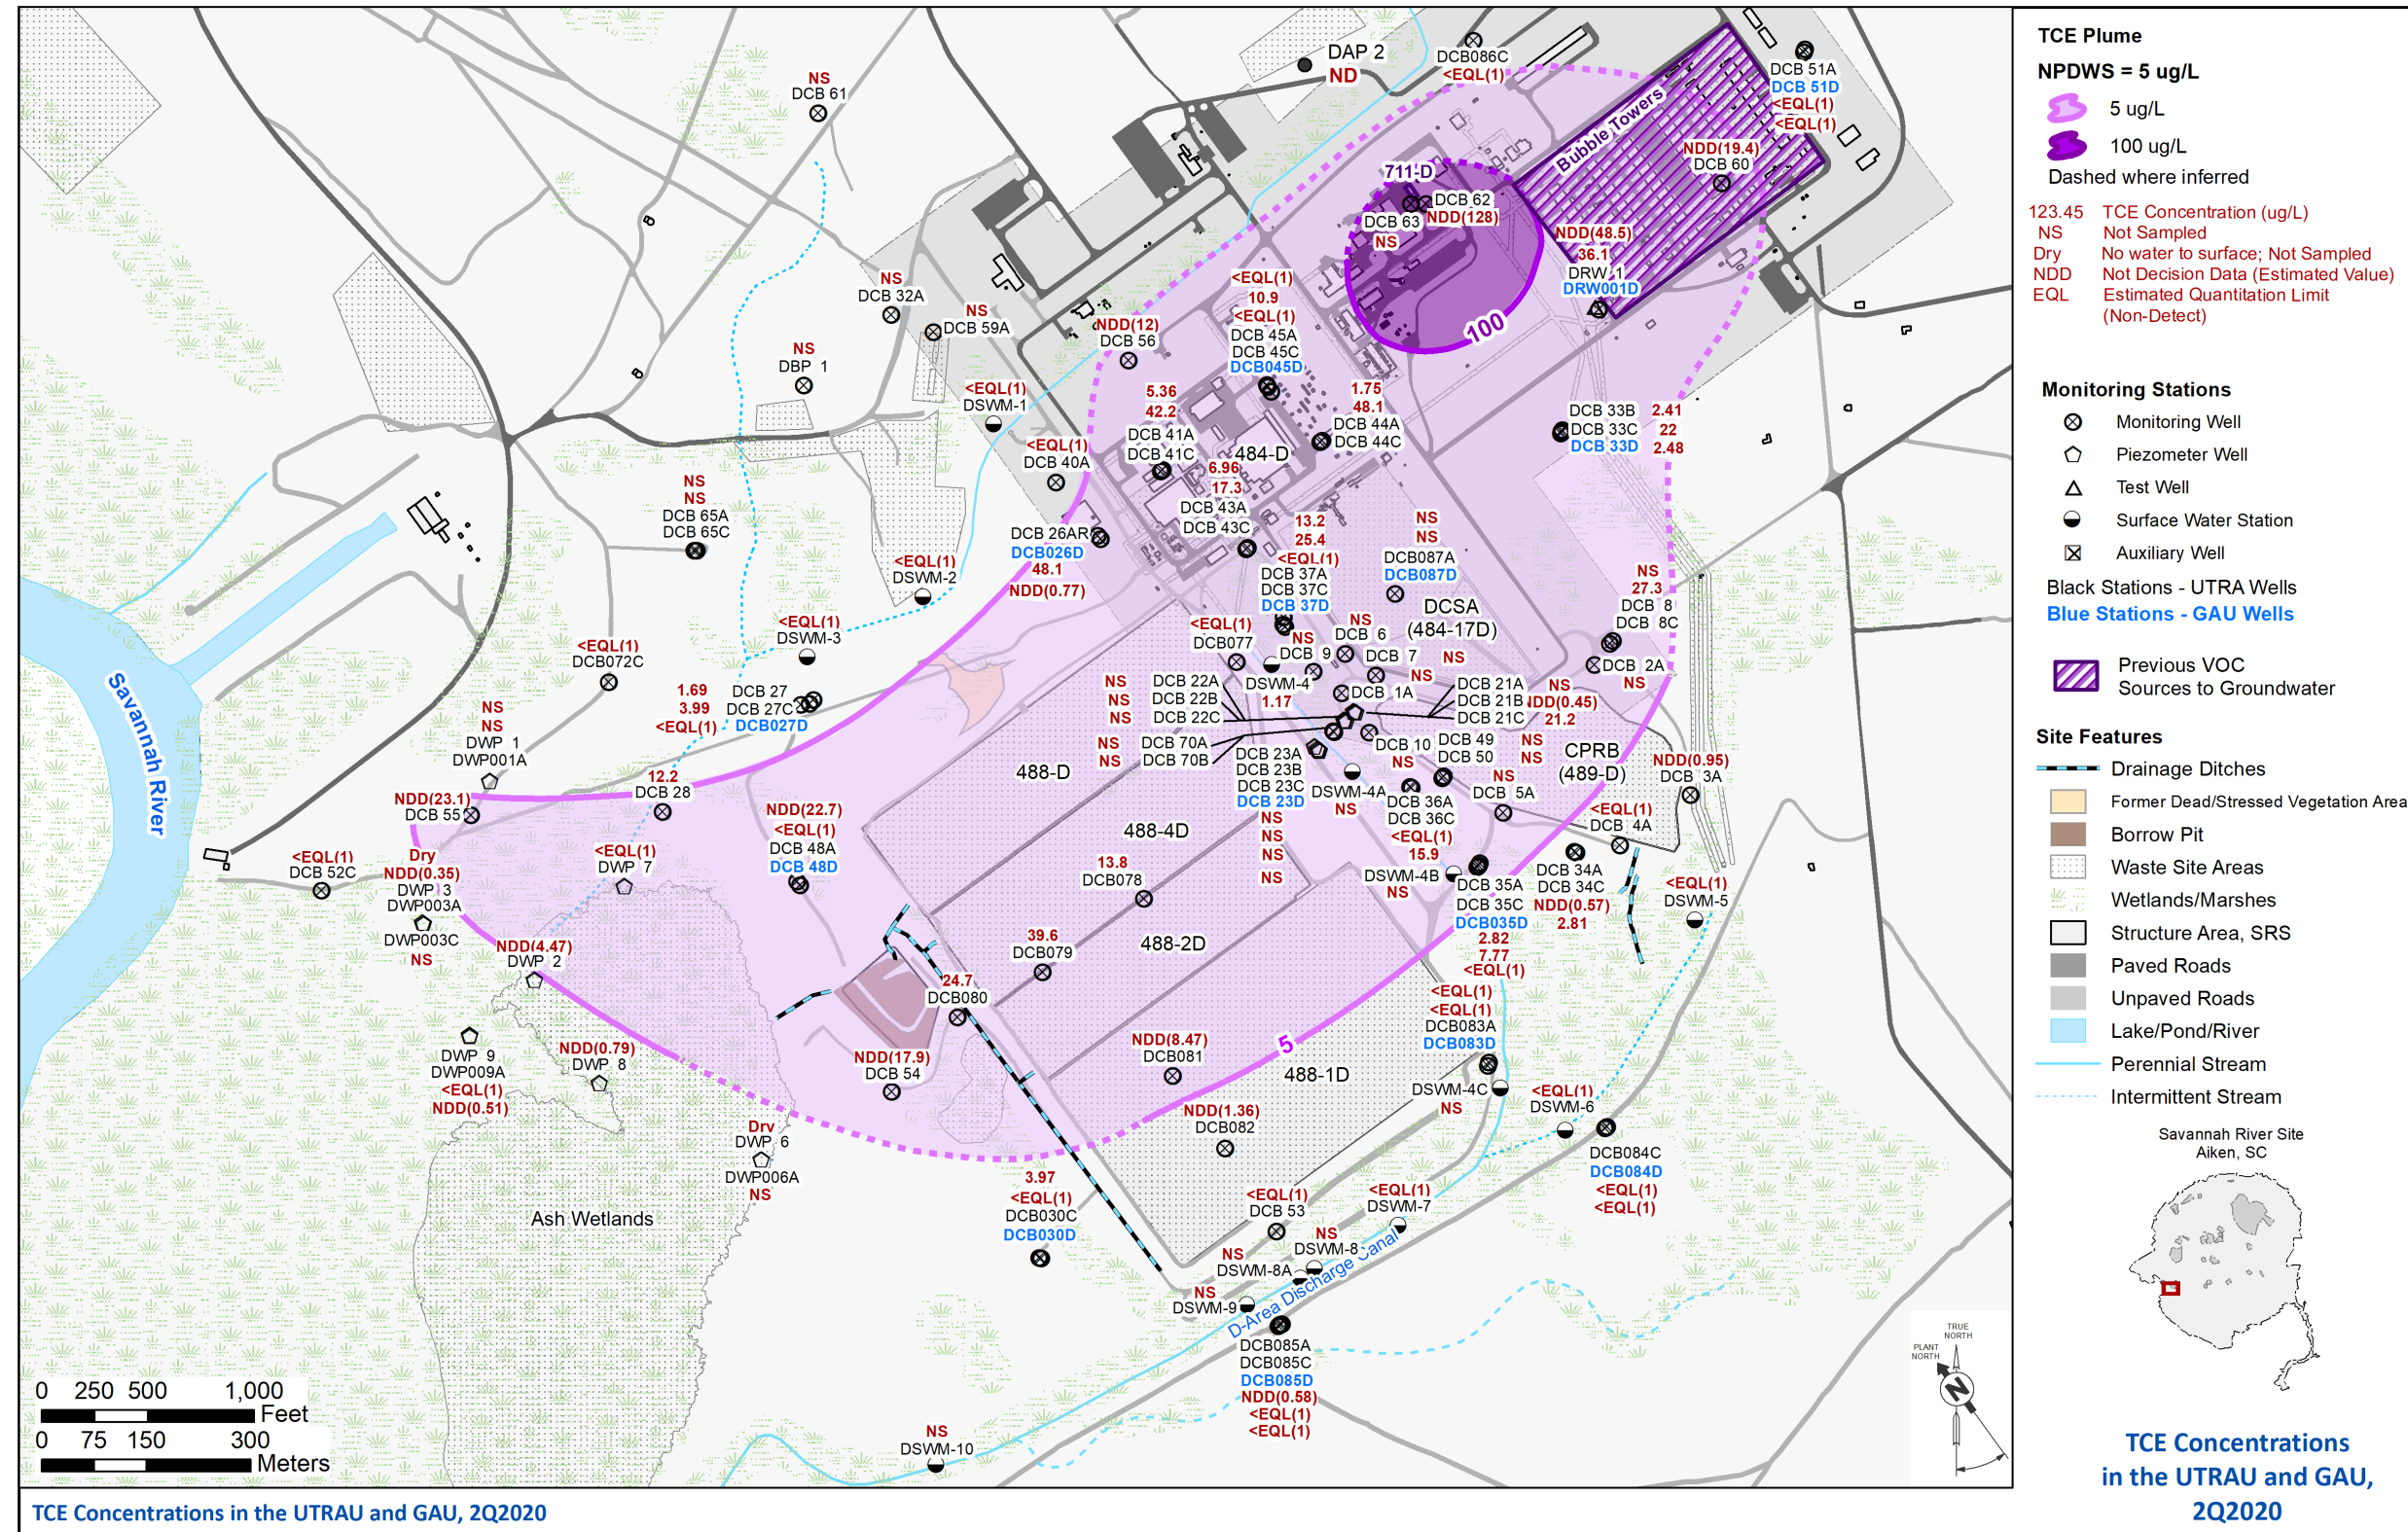 DAP 2
ND
DCB086C
<EQL(1)
DCB 51A
DCB 51D
<EQL(1)
<EQL(1)
NS
DCB 61
Bubble Towers
NDD(19.4)
DCB 60
711-D
DCB 62
DCB 63
NDD(128)
NS
NDD(48.5)
36.1
DRW 1
DRW001D
100
NS
DCB 32A
NS
DCB 59A
<EQL(1)
10.9
<EQL(1)
DCB 45A
DCB 45C
DCB045D
NDD(12)
DCB 56
NS
DBP 1
<EQL(1)
DSWM-1
5.36
42.2
DCB 41A
DCB 41C
1.75
48.1
DCB 44A
DCB 44C
484-D
DCB 33B
DCB 33C
DCB 33D
2.41
22
2.48
<EQL(1)
DCB 40A
6.96
17.3
DCB 43A
DCB 43C
NS
NS
DCB 65A
DCB 65C
DCB 26AR
DCB026D
48.1
NDD(0.77)
<EQL(1)
DSWM-2
13.2
25.4
<EQL(1)
DCB 37A
DCB 37C
DCB 37D
NS
NS
DCB087A
DCB087D
NS
27.3
DCB 8
DCB 8C
DCSA
(484-17D)
<EQL(1)
DSWM-3
<EQL(1)
DCB077
NS
DCB 6
NS
DCB 9
DCB 7
NS
DCB 2A
NS
<EQL(1)
DCB072C
DSWM-4
1.17
NS
DCB 1A
NS
NS
NS
DCB 22A
DCB 22B
DCB 22C
DCB 21A
DCB 21B
DCB 21C
NS
NDD(0.45)
21.2
1.69
3.99
<EQL(1)
DCB 27
DCB 27C
DCB027D
NS
NS
DWP 1
DWP001A
Savannah River
NS
NS
DCB 70A
DCB 70B
DCB 23A
DCB 23B
DCB 23C
DCB 23D
NS
NS
NS
NS
DCB 10
NS
DCB 49
DCB 50
NS
NS
CPRB
(489-D)
NDD(0.95)
DCB 3A
488-D
DSWM-4A
NS
DCB 36A
DCB 36C
<EQL(1)
15.9
NS
DCB 5A
<EQL(1)
DCB 4A
12.2
DCB 28
NDD(23.1)
DCB 55
NDD(22.7)
<EQL(1)
DCB 48A
DCB 48D
488-4D
<EQL(1)
DCB 52C
Dry
NDD(0.35)
DWP 3
DWP003A
DWP003C
NS
<EQL(1)
DWP 7
13.8
DCB078
DSWM-4B
NS
DCB 35A
DCB 35C
DCB035D
2.82
7.77
<EQL(1)
DCB 34A
DCB 34C
NDD(0.57)
2.81
<EQL(1)
DSWM-5
NDD(4.47)
DWP 2
39.6
DCB079
488-2D
24.7
DCB080
<EQL(1)
<EQL(1)
DCB083A
DCB083D
DWP 9
DWP009A
<EQL(1)
NDD(0.51)
NDD(0.79)
DWP 8
NDD(17.9)
DCB 54
NDD(8.47)
DCB081
5
488-1D
DSWM-4C
NS
<EQL(1)
DSWM-6
NDD(1.36)
DCB082
Dry
DWP 6
DWP006A
NS
DCB084C
DCB084D
<EQL(1)
<EQL(1)
Ash Wetlands
3.97
<EQL(1)
DCB030C
DCB030D
<EQL(1)
DCB 53
<EQL(1)
DSWM-7
NS
DSWM-8
NS
DSWM-8A
NS
DSWM-9
D-Area Discharge Canal
DCB085A
DCB085C
DCB085D
NDD(0.58)
<EQL(1)
<EQL(1)
NS
DSWM-10
0 250 500 1,000
Feet
0 75 150 300
Meters
TRUE
NORTH
PLANT
NORTH
N
TCE Concentrations in the UTRAU and GAU, 2Q2020
TCE Plume
NPDWS = 5 ug/L
5 ug/L
100 ug/L
Dashed where inferred
123.45 TCE Concentration (ug/L)
NS Not Sampled
Dry No water to surface; Not Sampled
NDD Not Decision Data (Estimated Value)
EQL Estimated Quantitation Limit
(Non-Detect)
Monitoring Stations
Monitoring Well
Piezometer Well
Test Well
Surface Water Station
Auxiliary Well
Black Stations - UTRA Wells
Blue Stations - GAU Wells
Previous VOC
Sources to Groundwater
Site Features
Drainage Ditches
Former Dead/Stressed Vegetation Area
Borrow Pit
Waste Site Areas
Wetlands/Marshes
Structure Area, SRS
Paved Roads
Unpaved Roads
Lake/Pond/River
Perennial Stream
Intermittent Stream
Savannah River Site
Aiken, SC
TCE Concentrations
in the UTRAU and GAU,
2Q2020